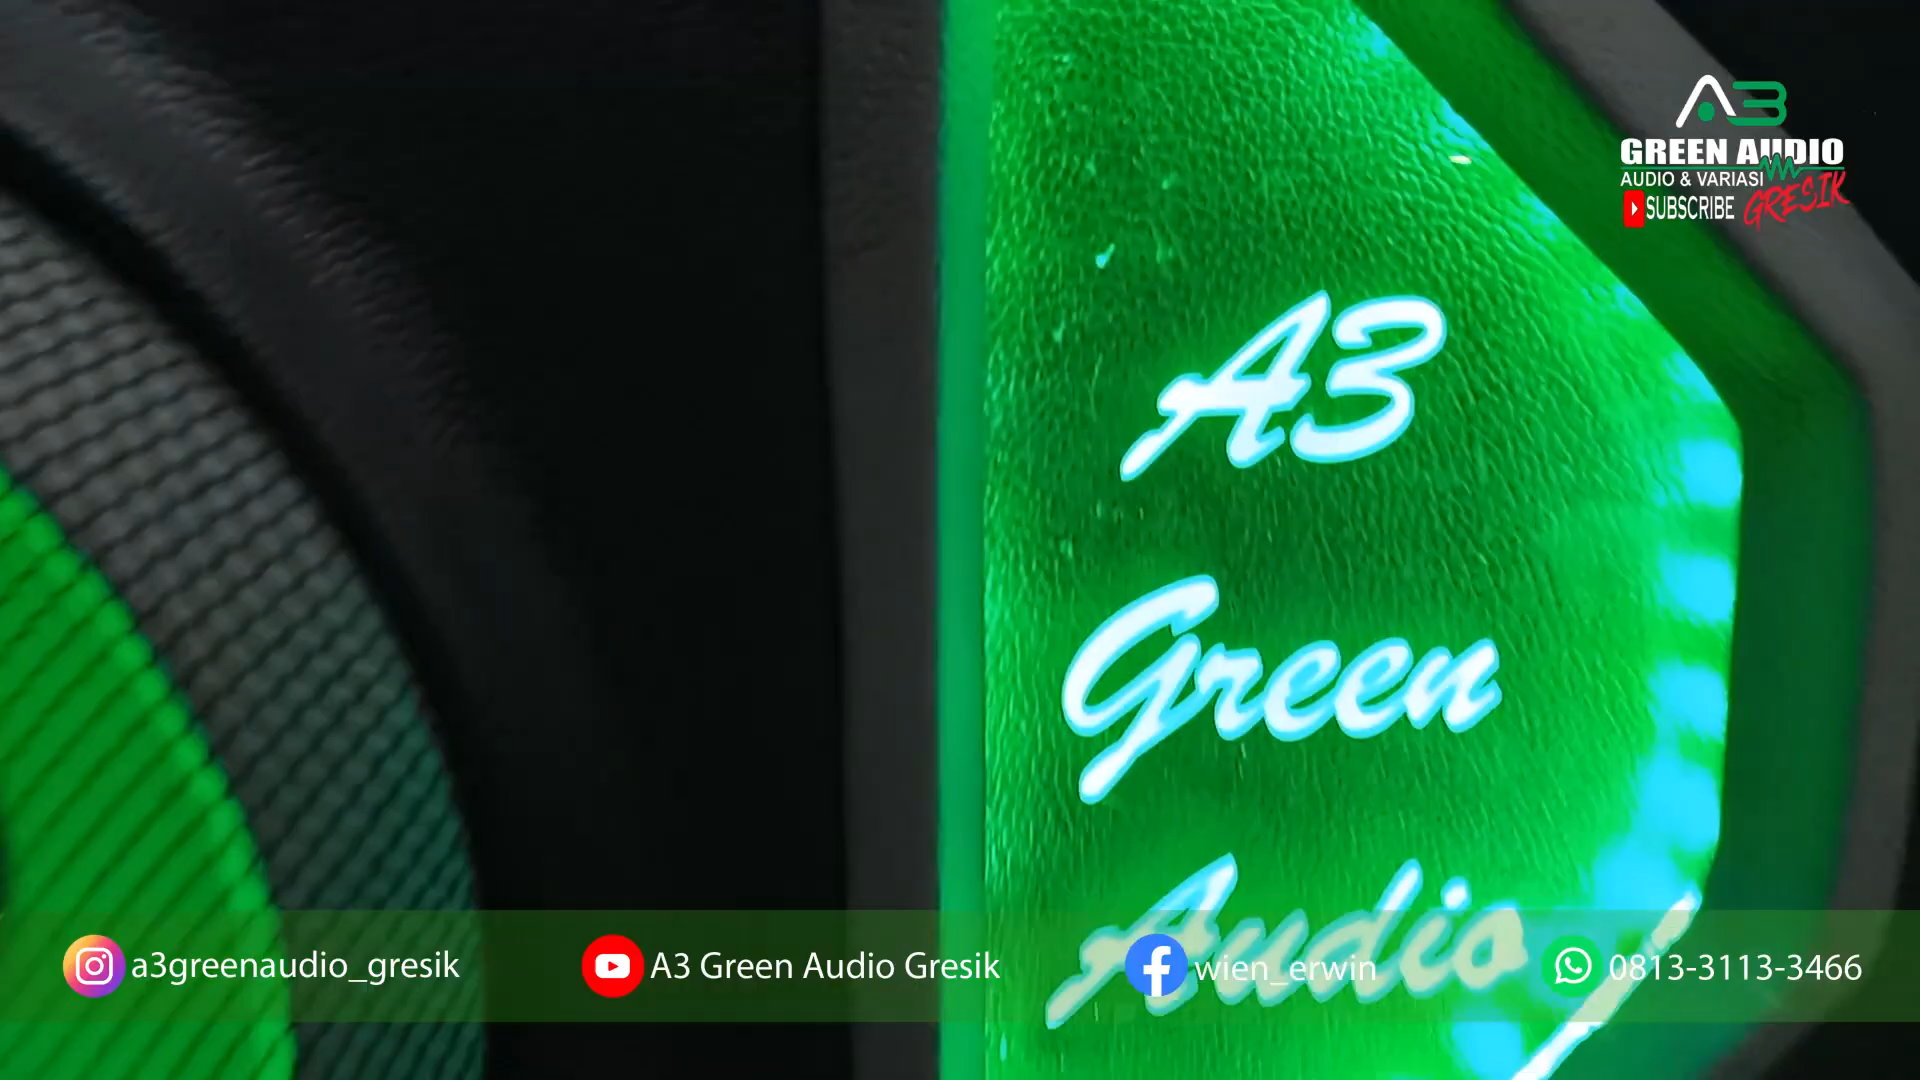 A3
GREEN AUDIO
AUDIO & VARIASI
SUBSCRIBE GRESIK
A3
Green
Audio
a3greenaudio_gresik
A3 Green Audio Gresik
wien_erwin
0813-3113-3466